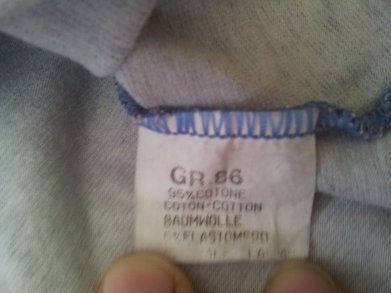 GR 86
95%COTONE
COTON-COTTON
BAUMWOLLE
5%ELASTOMERO